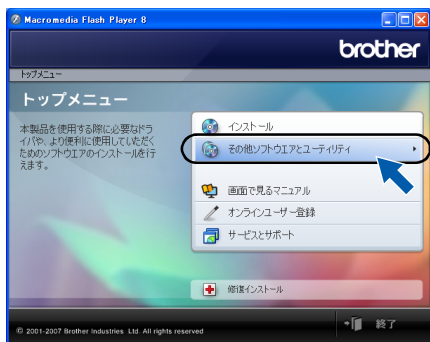 Macromedia Flash Player 8
brother
トップメニュー
トップメニュー
本製品を使用する際に必要なドラ
イバや、より便利に使用していただく
ためのソフトウエアのインストールを行
えます。
インストール
その他ソフトウエアとユーティリティ
画面で見るマニュアル
オンラインユーザー登録
サービスとサポート
修復インストール
© 2001-2007 Brother Industries Ltd. All rights reserved
終了